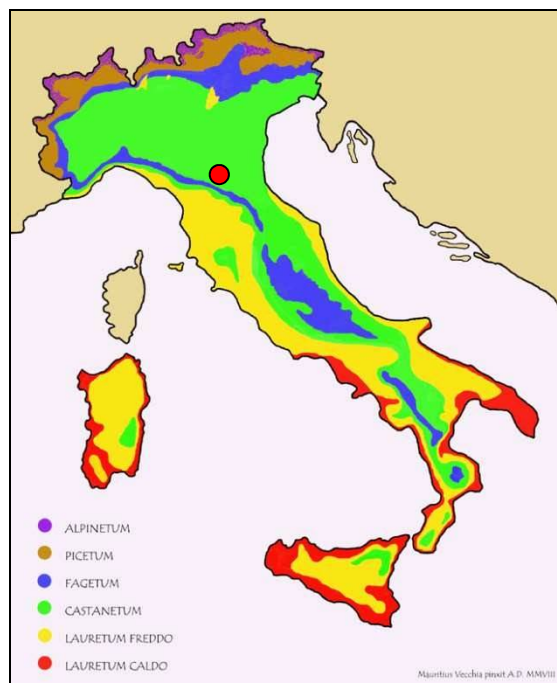 ALPINETUM
PICETUM
FAGETUM
CASTANETUM
LAURETUM FREDDO
LAURETUM CALDO
Mauritius Vecchia pinxit A.D. MMVIII